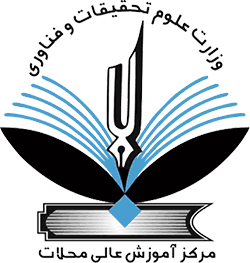 وزارت علوم تحقیقات و فناوری
مرکز آموزش عالی محلات